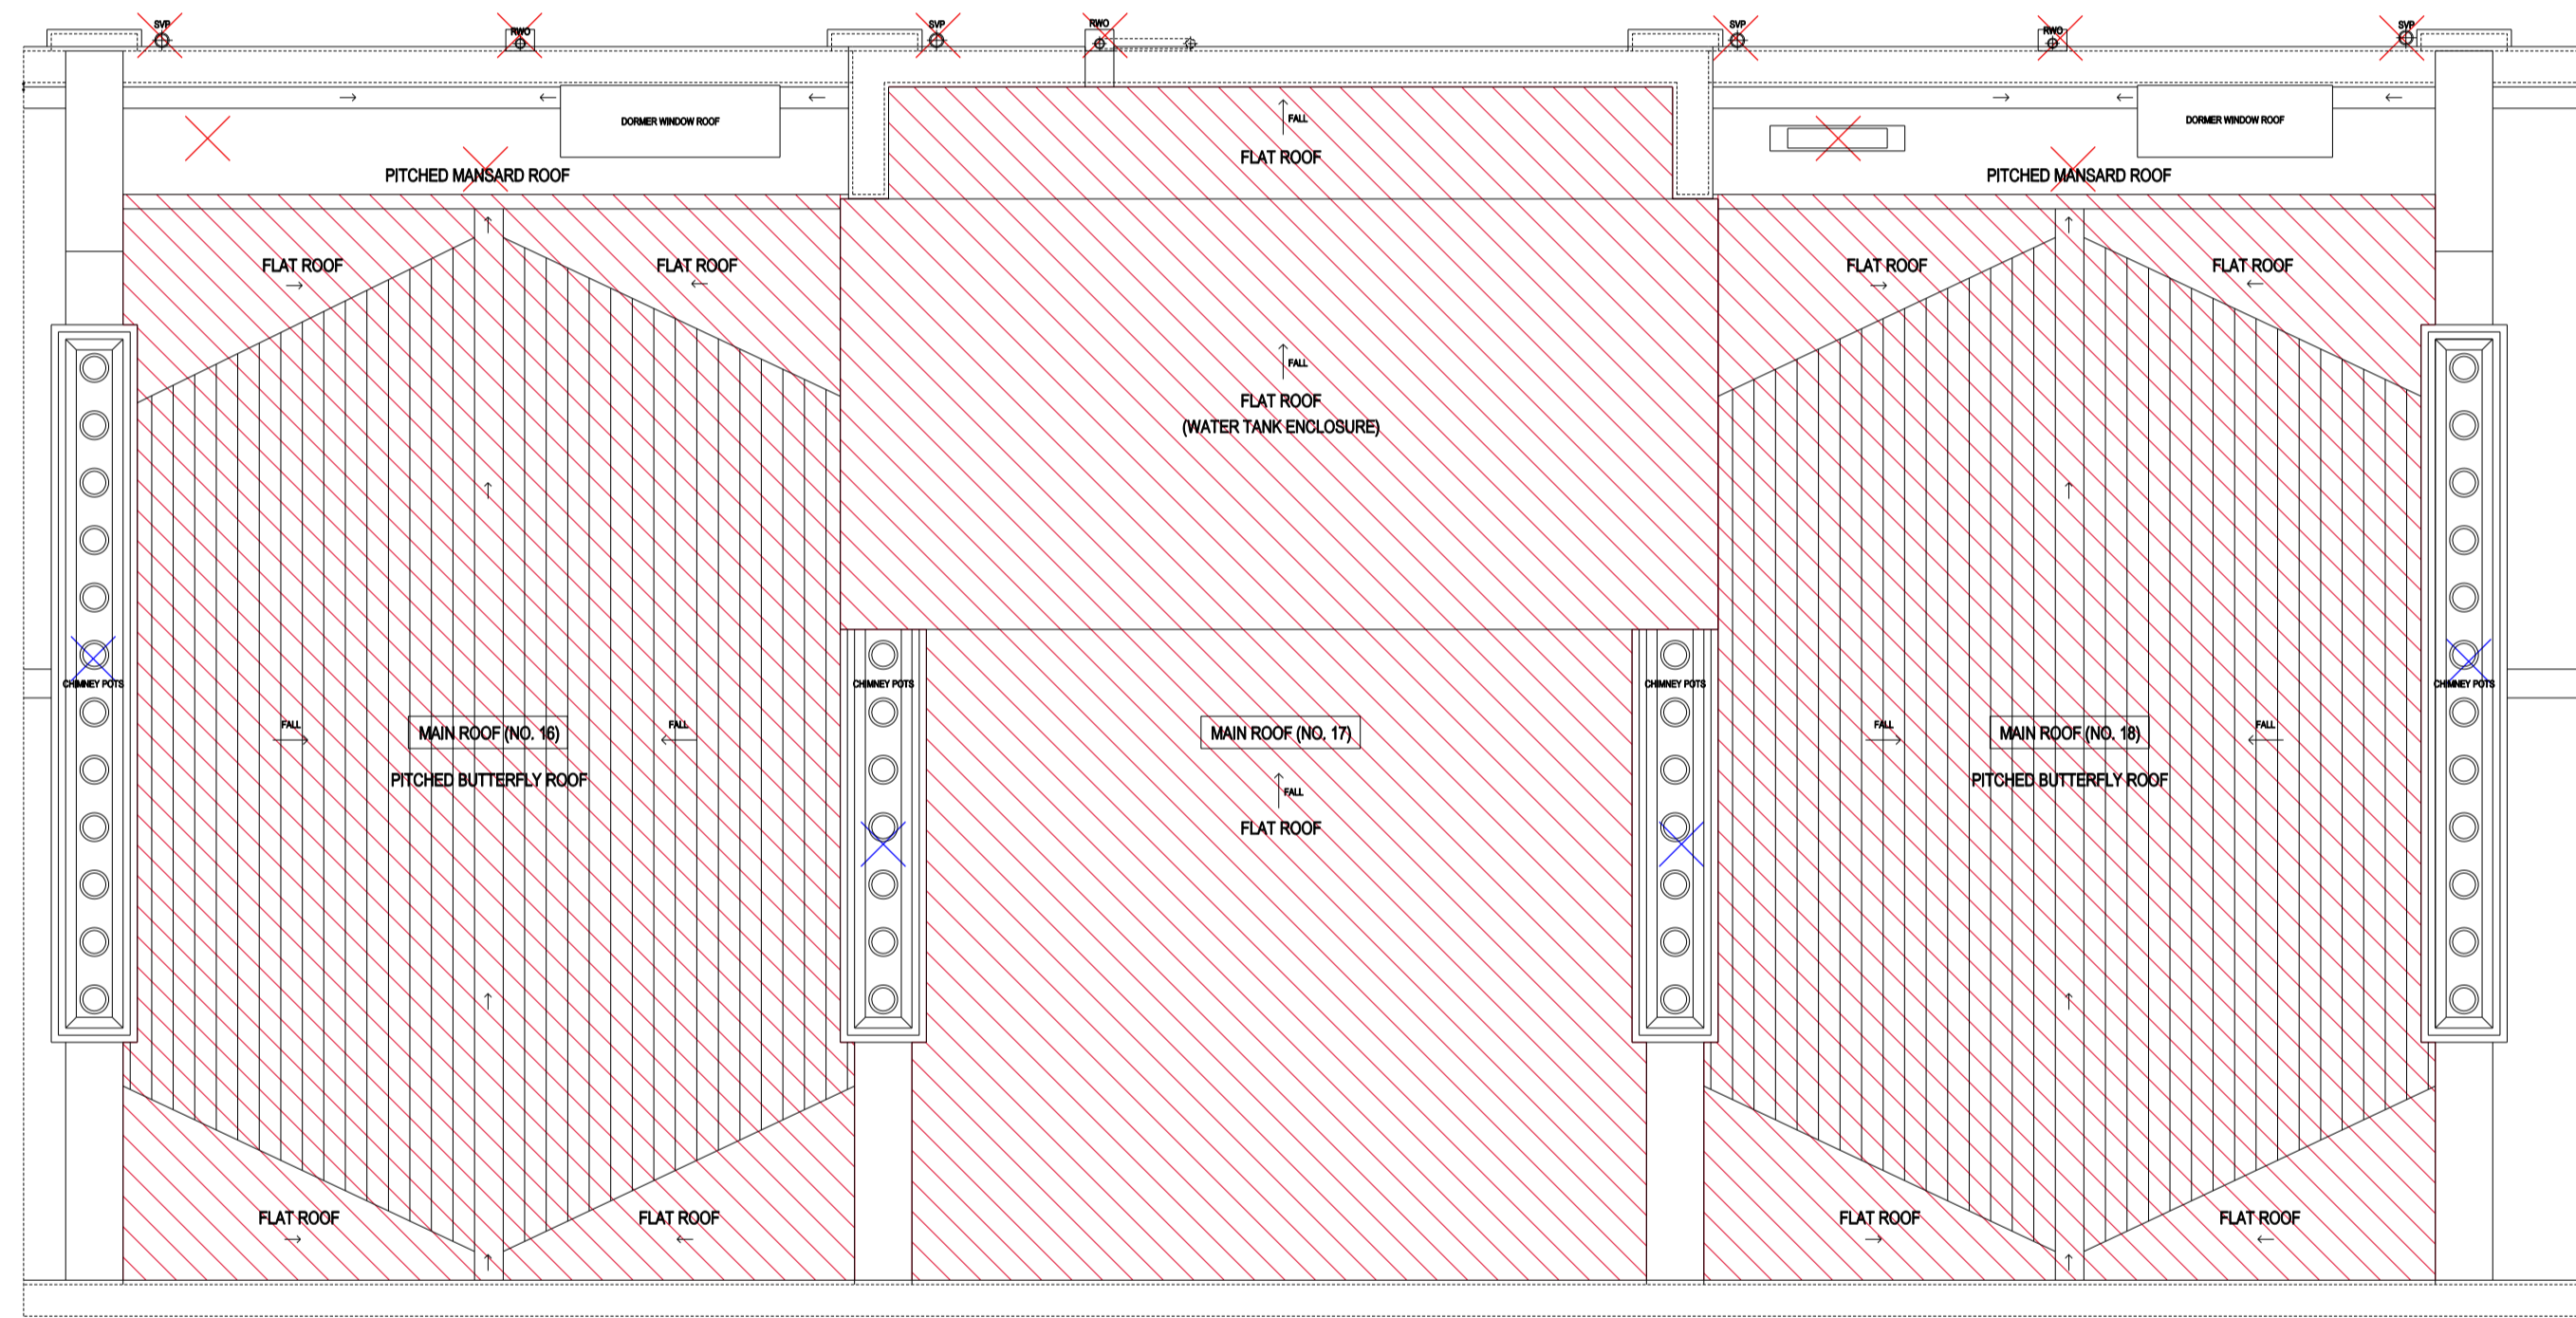 SVP
RWO
SVP
RWO
SVP
RWO
SVP
DORMER WINDOW ROOF
FALL
DORMER WINDOW ROOF
FLAT ROOF
PITCHED MANSARD ROOF
PITCHED MANSARD ROOF
FLAT ROOF
FLAT ROOF
FLAT ROOF
FLAT ROOF
FALL
FLAT ROOF
(WATER TANK ENCLOSURE)
CHIMNEY POTS
CHIMNEY POTS
CHIMNEY POTS
CHIMNEY POTS
FALL
FALL
FALL
FALL
MAIN ROOF (NO. 16)
MAIN ROOF (NO. 17)
MAIN ROOF (NO. 18)
PITCHED BUTTERFLY ROOF
PITCHED BUTTERFLY ROOF
FALL
FLAT ROOF
FLAT ROOF
FLAT ROOF
FLAT ROOF
FLAT ROOF